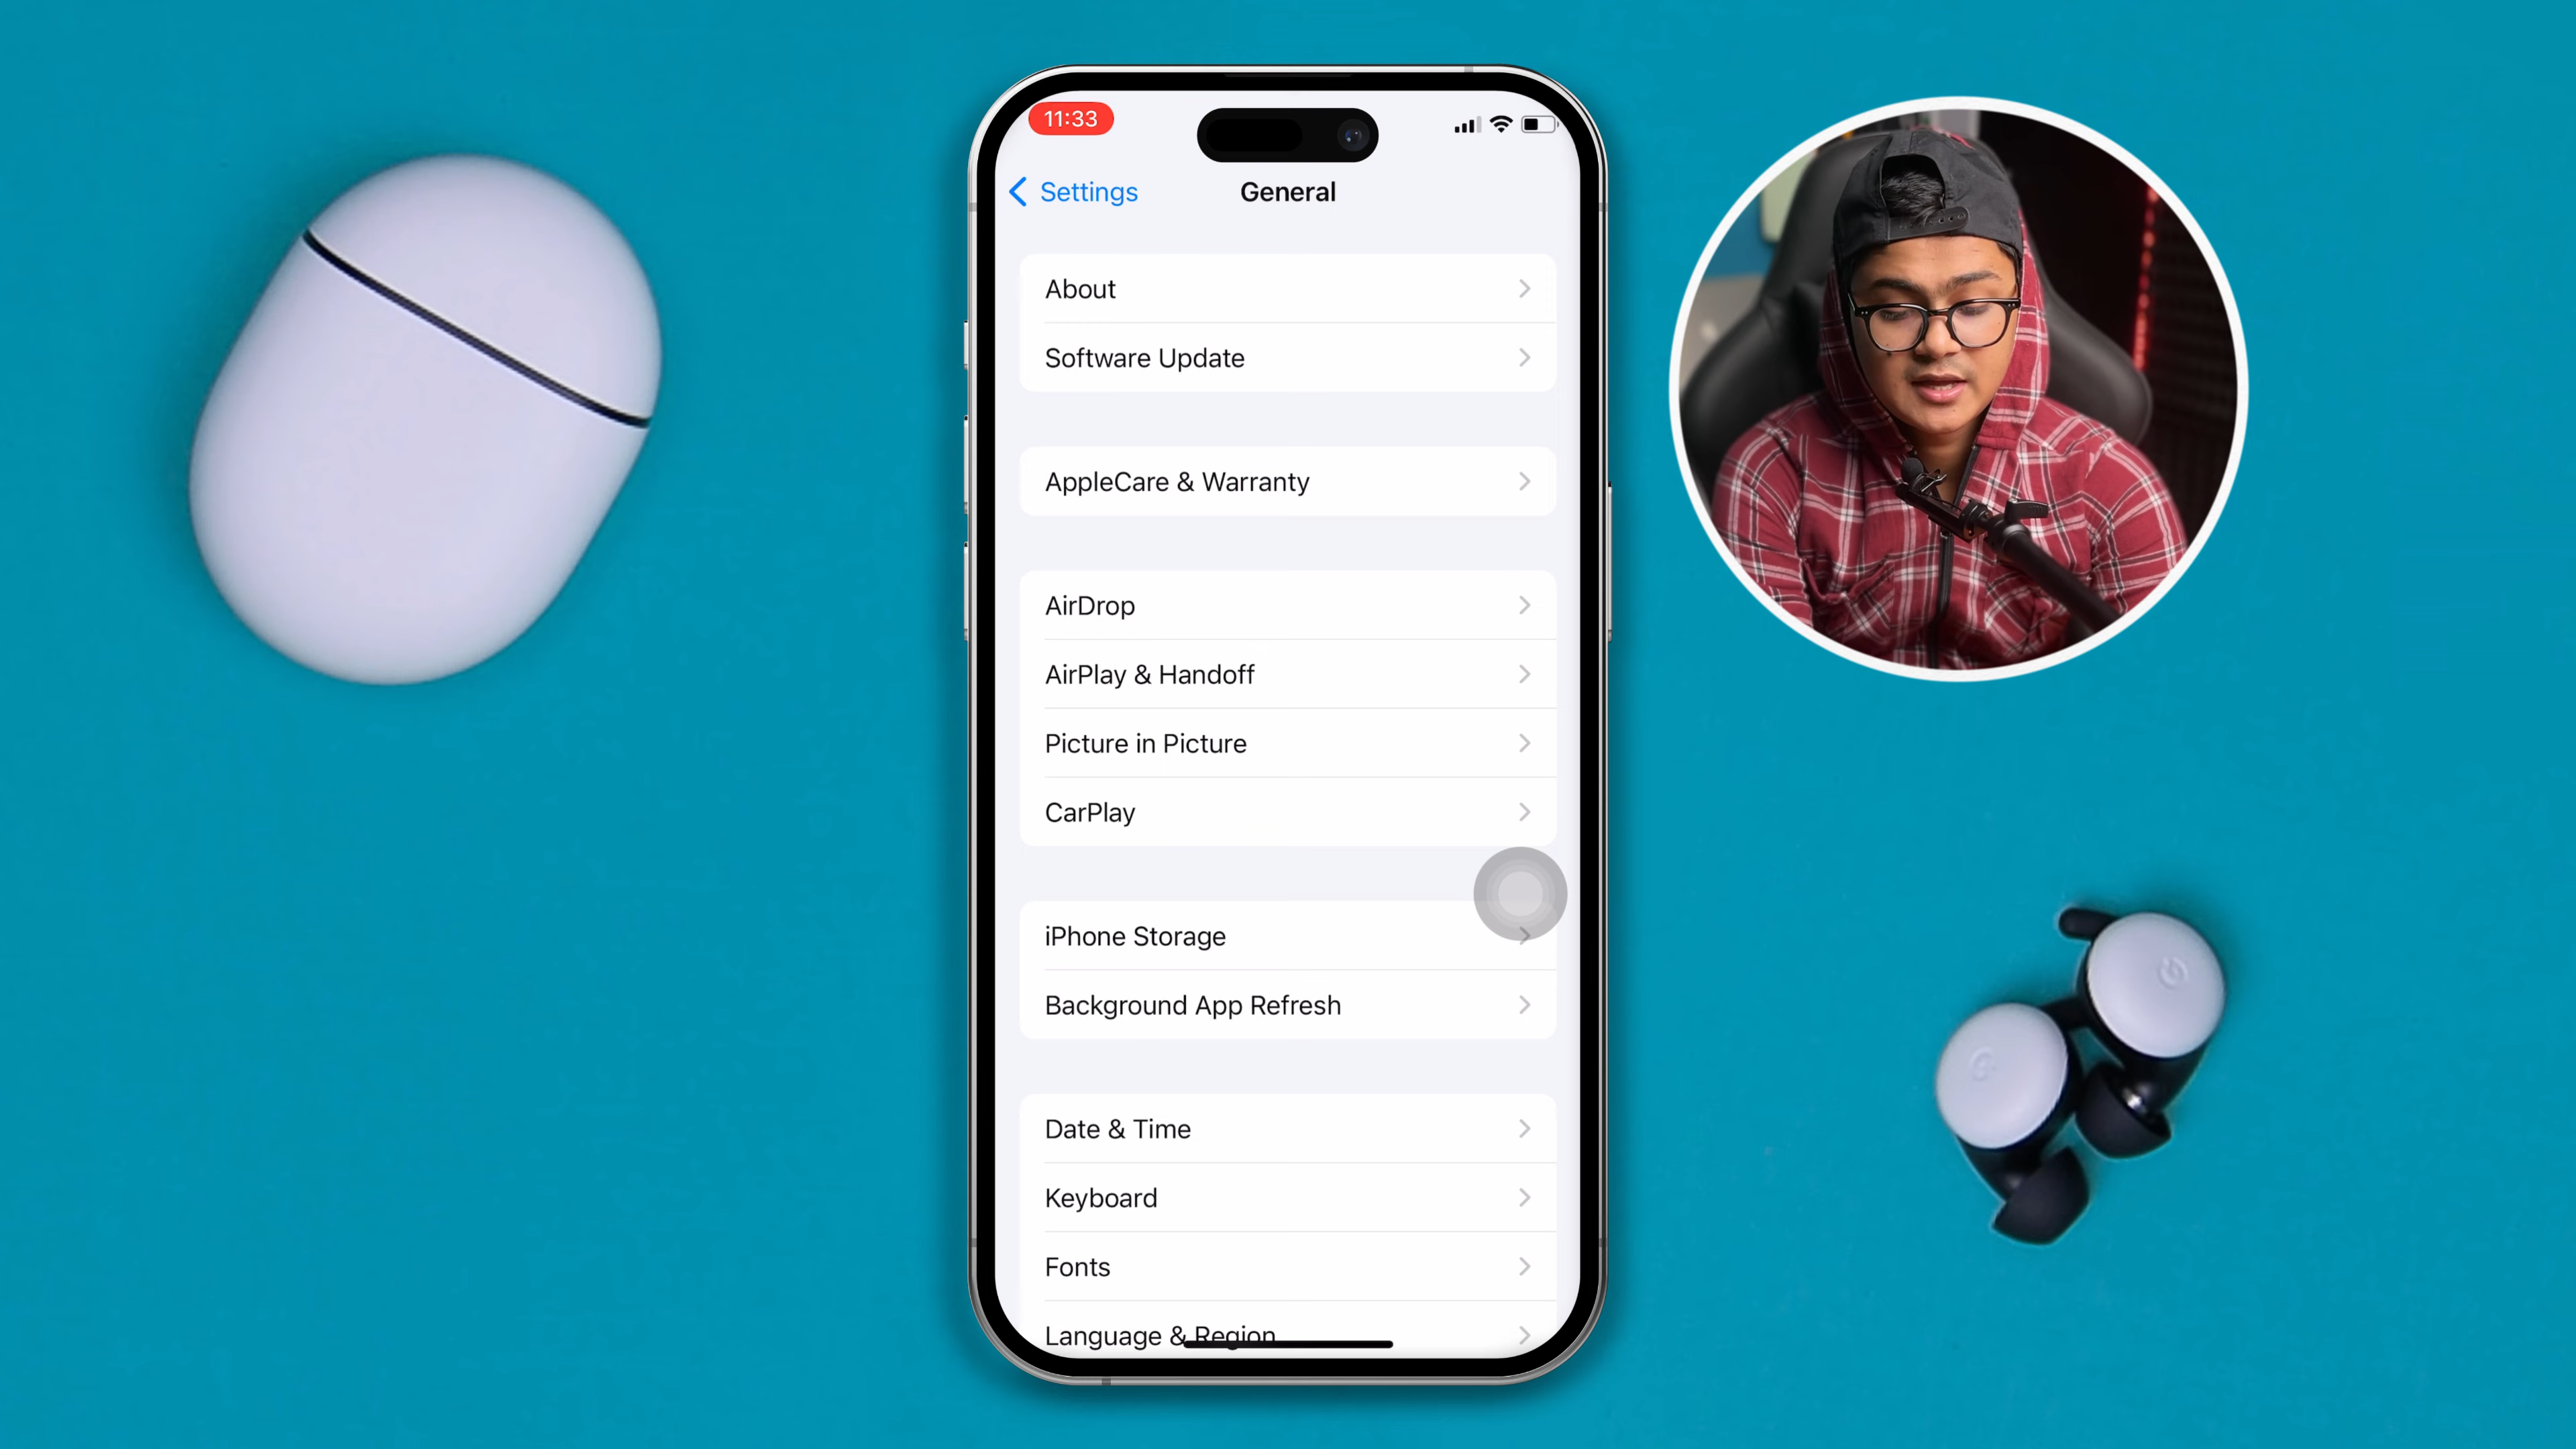 11:33
Settings
General
About
Software Update
AppleCare & Warranty
AirDrop
AirPlay & Handoff
Picture in Picture
CarPlay
iPhone Storage
Background App Refresh
Date & Time
Keyboard
Fonts
Language & Region